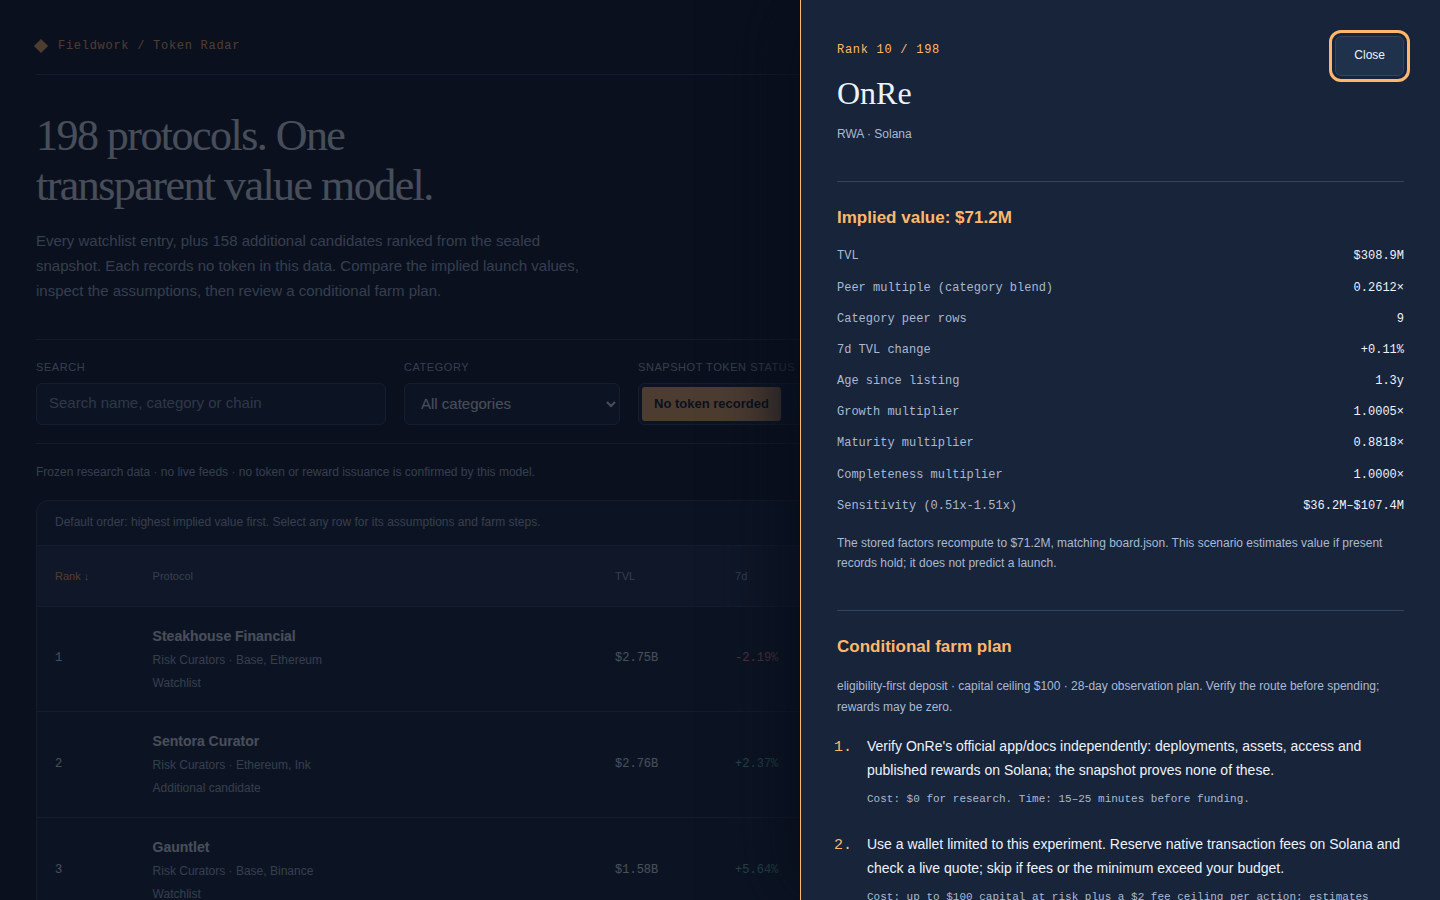 Fieldwork / Token Radar
198 protocols. One
transparent value model.
Every watchlist entry, plus 158 additional candidates ranked from the sealed
snapshot. Each records no token in this data. Compare the implied launch values,
inspect the assumptions, then review a conditional farm plan.
SEARCH
CATEGORY
SNAPSHOT TOKEN STATUS
Search name, category or chain
All categories
No token recorded
Frozen research data · no live feeds · no token or reward issuance is confirmed by this model.
Default order: highest implied value first. Select any row for its assumptions and farm steps.
Rank ↓ Protocol TVL 7d
1 Steakhouse Financial $2.75B -2.19%
Risk Curators · Base, Ethereum
Watchlist
2 Sentora Curator $2.76B +2.37%
Risk Curators · Ethereum, Ink
Additional candidate
3 Gauntlet $1.58B +5.64%
Risk Curators · Base, Binance
Watchlist
Rank 10 / 198
Close
OnRe
RWA · Solana
Implied value: $71.2M
TVL $308.9M
Peer multiple (category blend) 0.2612×
Category peer rows 9
7d TVL change +0.11%
Age since listing 1.3y
Growth multiplier 1.0005×
Maturity multiplier 0.8818×
Completeness multiplier 1.0000×
Sensitivity (0.51x-1.51x) $36.2M–$107.4M
The stored factors recompute to $71.2M, matching board.json. This scenario estimates value if present
records hold; it does not predict a launch.
Conditional farm plan
eligibility-first deposit · capital ceiling $100 · 28-day observation plan. Verify the route before spending;
rewards may be zero.
1. Verify OnRe's official app/docs independently: deployments, assets, access and
published rewards on Solana; the snapshot proves none of these.
Cost: $0 for research. Time: 15–25 minutes before funding.
2. Use a wallet limited to this experiment. Reserve native transaction fees on Solana and
check a live quote; skip if fees or the minimum exceed your budget.
Cost: up to $100 capital at risk plus a $2 fee ceiling per action; estimates